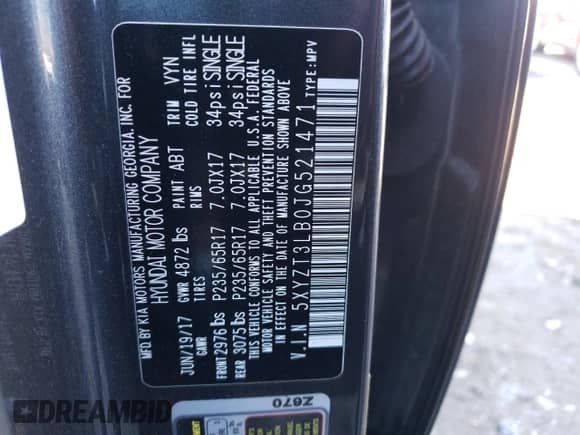 MFD. BY KIA MOTORS MANUFACTURING GEORGIA, INC. FOR
HYUNDAI MOTOR COMPANY
JUN/19/17 GVWR 4872 lbs PAINT ABT TRIM VYN
GAWR TIRES RIMS COLD TIRE INFL
FRONT 2976 lbs P235/65R17 7.0JX17 34psi SINGLE
REAR 3075 lbs P235/65R17 7.0JX17 34psi SINGLE
THIS VEHICLE CONFORMS TO ALL APPLICABLE U.S.A. FEDERAL
MOTOR VEHICLE SAFETY AND THEFT PREVENTION STANDARDS
IN EFFECT ON THE DATE OF MANUFACTURE SHOWN ABOVE
V.I.N 5XYZT3LB0JG521471 TYPE:MPV
Z670
DREAMBID